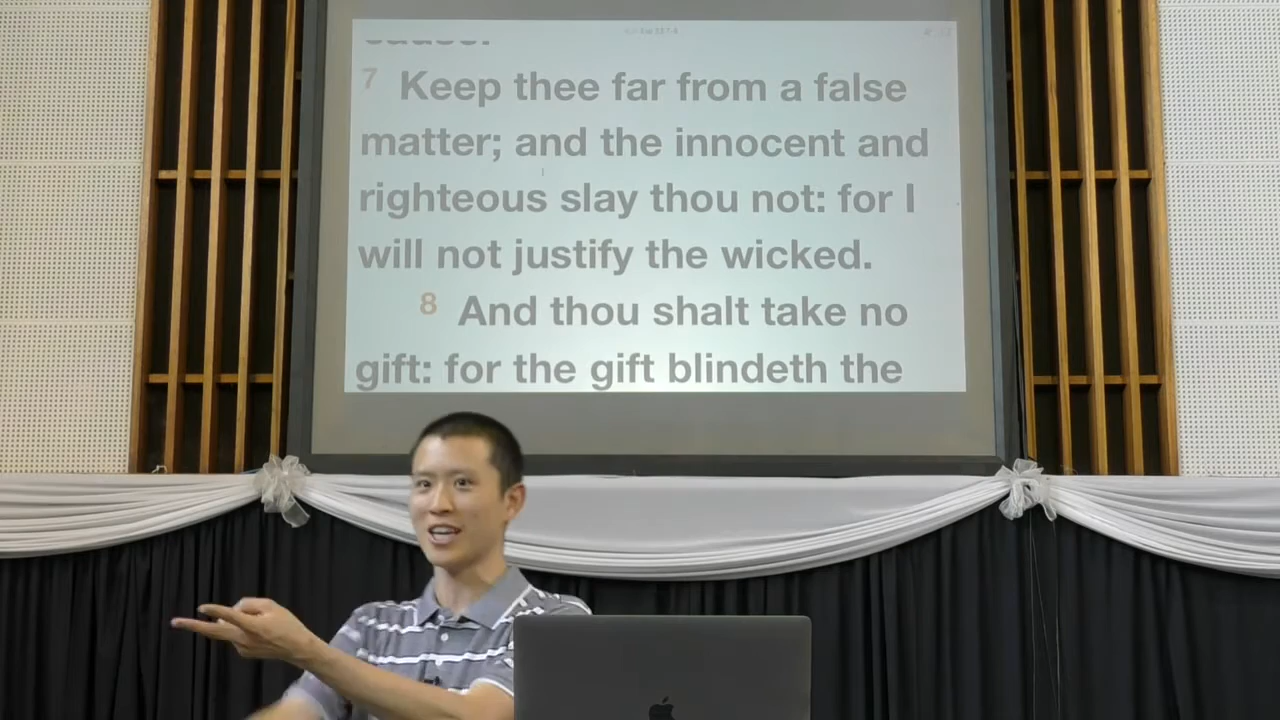 7 Keep thee far from a false
matter; and the innocent and
righteous slay thou not: for I
will not justify the wicked.
8 And thou shalt take no
gift: for the gift blindeth the